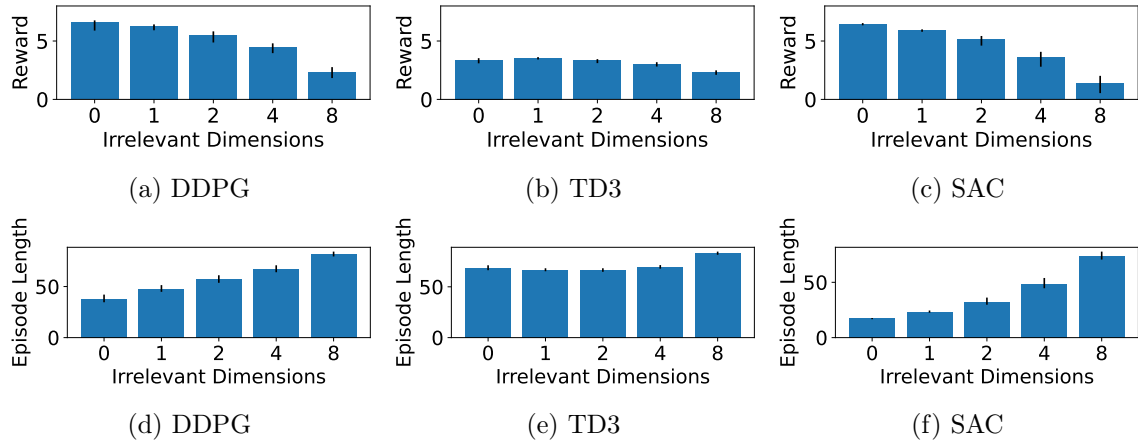 Reward
5
0
0 1 2 4 8
Irrelevant Dimensions
(a) DDPG
Reward
5
0
0 1 2 4 8
Irrelevant Dimensions
(b) TD3
Reward
5
0
0 1 2 4 8
Irrelevant Dimensions
(c) SAC
Episode Length
50
0
0 1 2 4 8
Irrelevant Dimensions
(d) DDPG
Episode Length
50
0
0 1 2 4 8
Irrelevant Dimensions
(e) TD3
Episode Length
50
0
0 1 2 4 8
Irrelevant Dimensions
(f) SAC